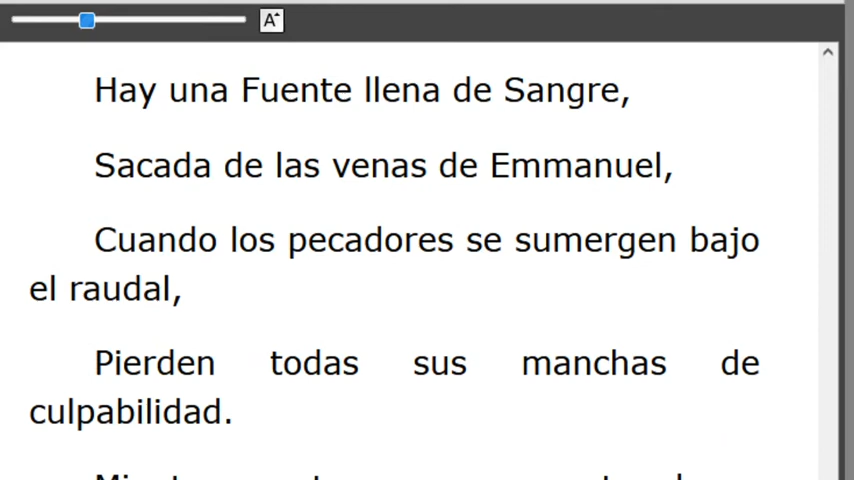 Hay una Fuente llena de Sangre,
Sacada de las venas de Emmanuel,
Cuando los pecadores se sumergen bajo
el raudal,
Pierden todas sus manchas de
culpabilidad.